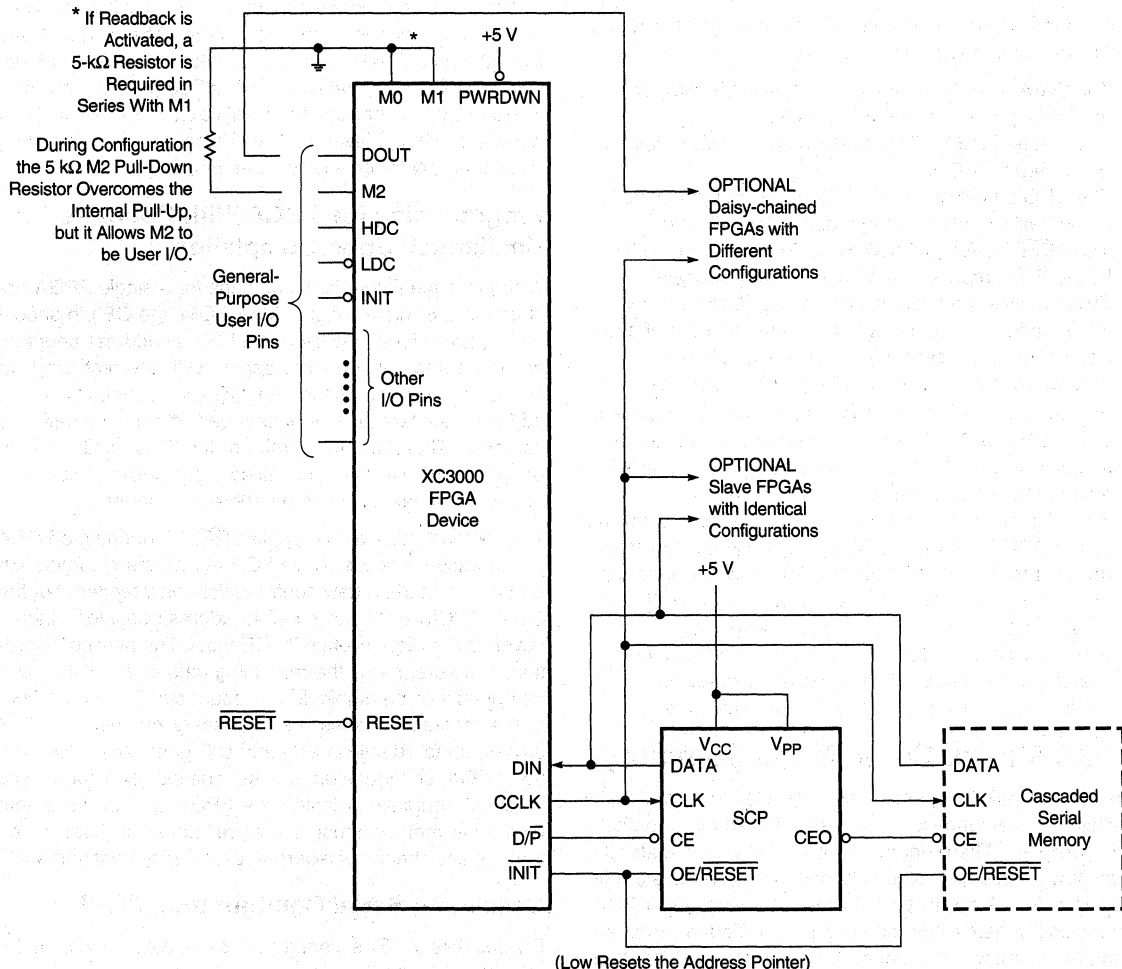 * If Readback is
Activated, a
5-kΩ Resistor is
Required in
Series With M1
+5 V
*
M0
M1
PWRDWN
During Configuration
the 5 kΩ M2 Pull-Down
Resistor Overcomes the
Internal Pull-Up,
but it Allows M2 to
be User I/O.
DOUT
M2
HDC
LDC
INIT
General-
Purpose
User I/O
Pins
Other
I/O Pins
XC3000
FPGA
Device
OPTIONAL
Daisy-chained
FPGAs with
Different
Configurations
OPTIONAL
Slave FPGAs
with Identical
Configurations
+5 V
RESET
RESET
DIN
CCLK
D/P
INIT
VCC
VPP
DATA
CLK
SCP
CE
CEO
OE/RESET
DATA
CLK
Cascaded
Serial
Memory
CE
OE/RESET
(Low Resets the Address Pointer)